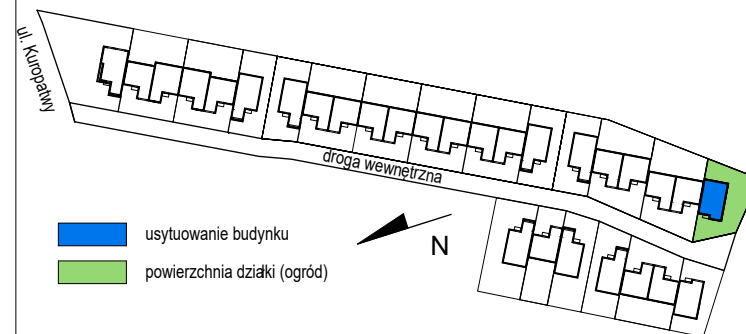 ul. Kuropatwy
droga wewnętrzna
usytuowanie budynku
N
powierzchnia działki (ogród)